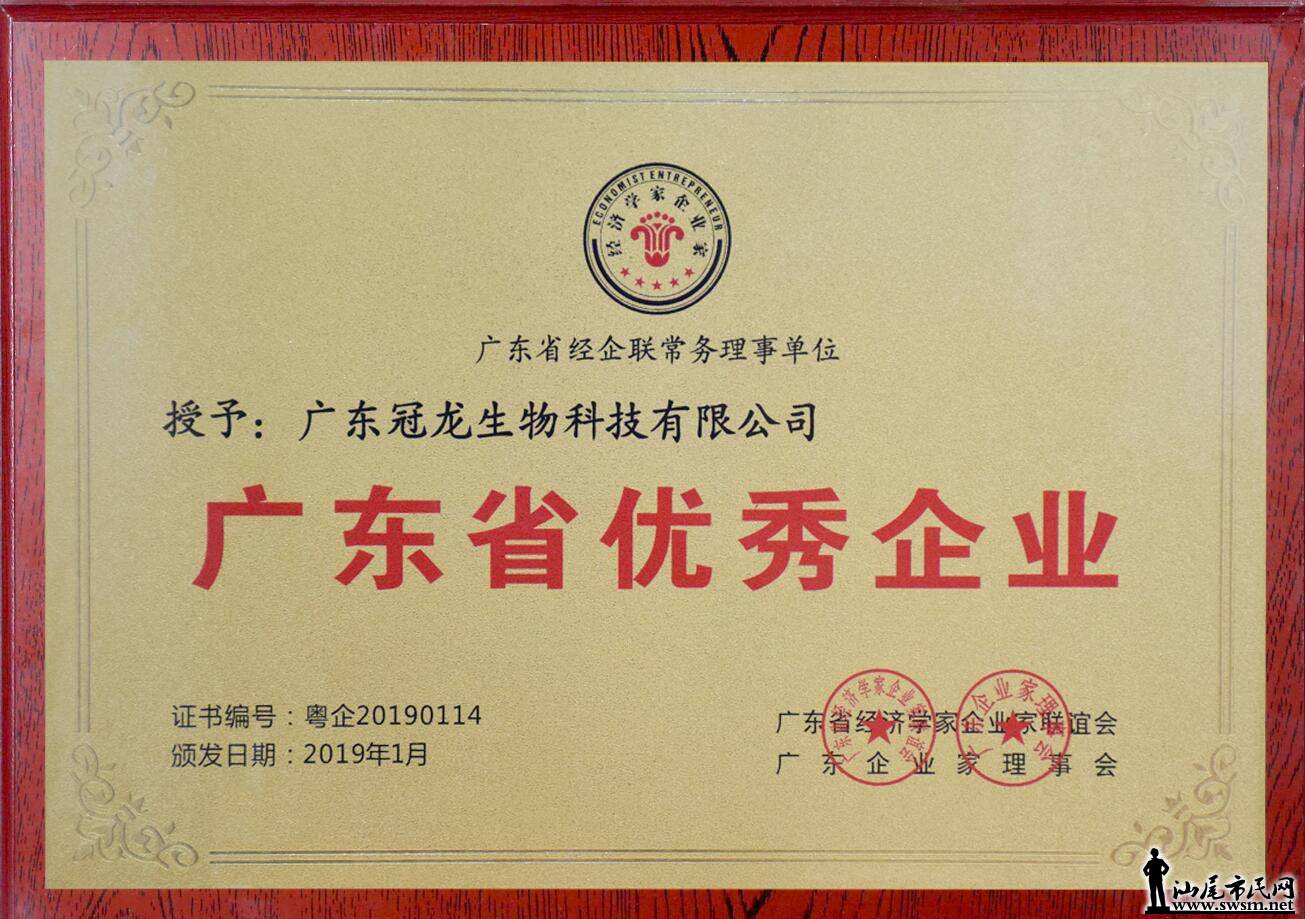 ECONOMIST ENTREPRENEUR
经济学家企业家
广东省经企联常务理事单位
授予：广东冠龙生物科技有限公司
广东省优秀企业
证书编号：粤企20190114
颁发日期：2019年1月
广东省经济学家企业家联谊会
广东企业家理事会
汕尾市民网
www.swsm.net